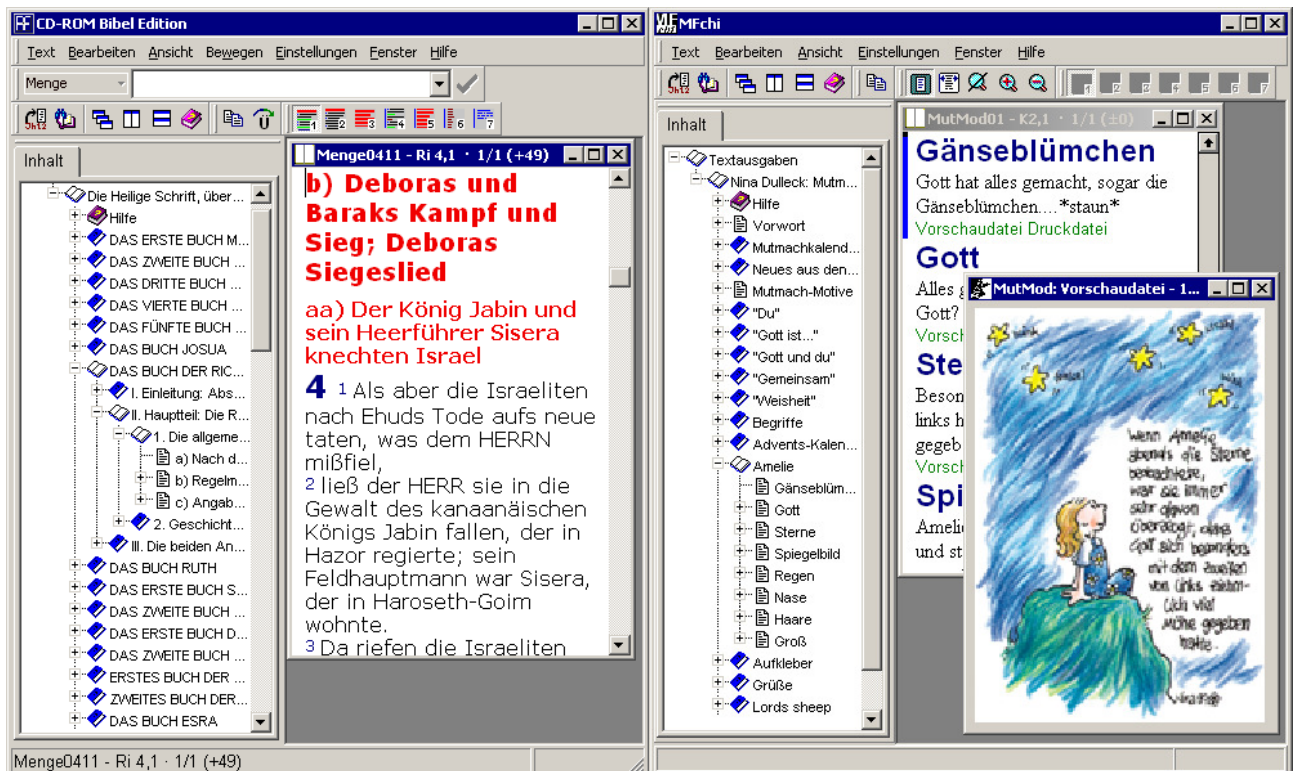 CD-ROM Bibel Edition
Text Bearbeiten Ansicht Bewegen Einstellungen Fenster Hilfe
Menge
Inhalt
Die Heilige Schrift, über...
Hilfe
DAS ERSTE BUCH M...
DAS ZWEITE BUCH ...
DAS DRITTE BUCH ...
DAS VIERTE BUCH ...
DAS FÜNFTE BUCH ...
DAS BUCH JOSUA
DAS BUCH DER RIC...
I. Einleitung: Abs...
II. Hauptteil: Die R...
1. Die allgeme...
a) Nach d...
b) Regelm...
c) Angab...
2. Geschicht...
III. Die beiden An...
DAS BUCH RUTH
DAS ERSTE BUCH S...
DAS ZWEITE BUCH ...
DAS ERSTE BUCH D...
DAS ZWEITE BUCH ...
ERSTES BUCH DER ...
ZWEITES BUCH DER...
DAS BUCH ESRA
Menge0411 - Ri 4,1 · 1/1 (+49)
b) Deboras und
Baraks Kampf und
Sieg; Deboras
Siegeslied
aa) Der König Jabin und
sein Heerführer Sisera
knechten Israel
4 1 Als aber die Israeliten
nach Ehuds Tode aufs neue
taten, was dem HERRN
mißfiel,
2 ließ der HERR sie in die
Gewalt des kanaanäischen
Königs Jabin fallen, der in
Hazor regierte; sein
Feldhauptmann war Sisera,
der in Haroseth-Goim
wohnte.
3 Da riefen die Israeliten
Menge0411 - Ri 4,1 · 1/1 (+49)
MFchi
Text Bearbeiten Ansicht Einstellungen Fenster Hilfe
Inhalt
Textausgaben
Nina Dulleck: Mutm...
Hilfe
Vorwort
Mutmachkalend...
Neues aus den...
Mutmach-Motive
"Du"
"Gott ist..."
"Gott und du"
"Gemeinsam"
"Weisheit"
Begriffe
Advents-Kalen...
Amelie
Gänseblüm...
Gott
Sterne
Spiegelbild
Regen
Nase
Haare
Groß
Aufkleber
Grüße
Lords sheep
MutMod01 - K2,1 · 1/1 (±0)
Gänseblümchen
Gott hat alles gemacht, sogar die
Gänseblümchen....*staun*
Vorschaudatei Druckdatei
Gott
Alles g
Gott?
Vorsch
Ste
Beson
links h
gegeb
Vorsch
Spi
Ameli
und st
MutMod: Vorschaudatei - 1...
Wenn Amelie
abends die Sterne
beobachtete,
war sie immer
sehr davon
überzeugt, dass
Gott sich besonders
mit dem zweiten
von links ziem-
lich viel
Mühe gegeben
hatte.